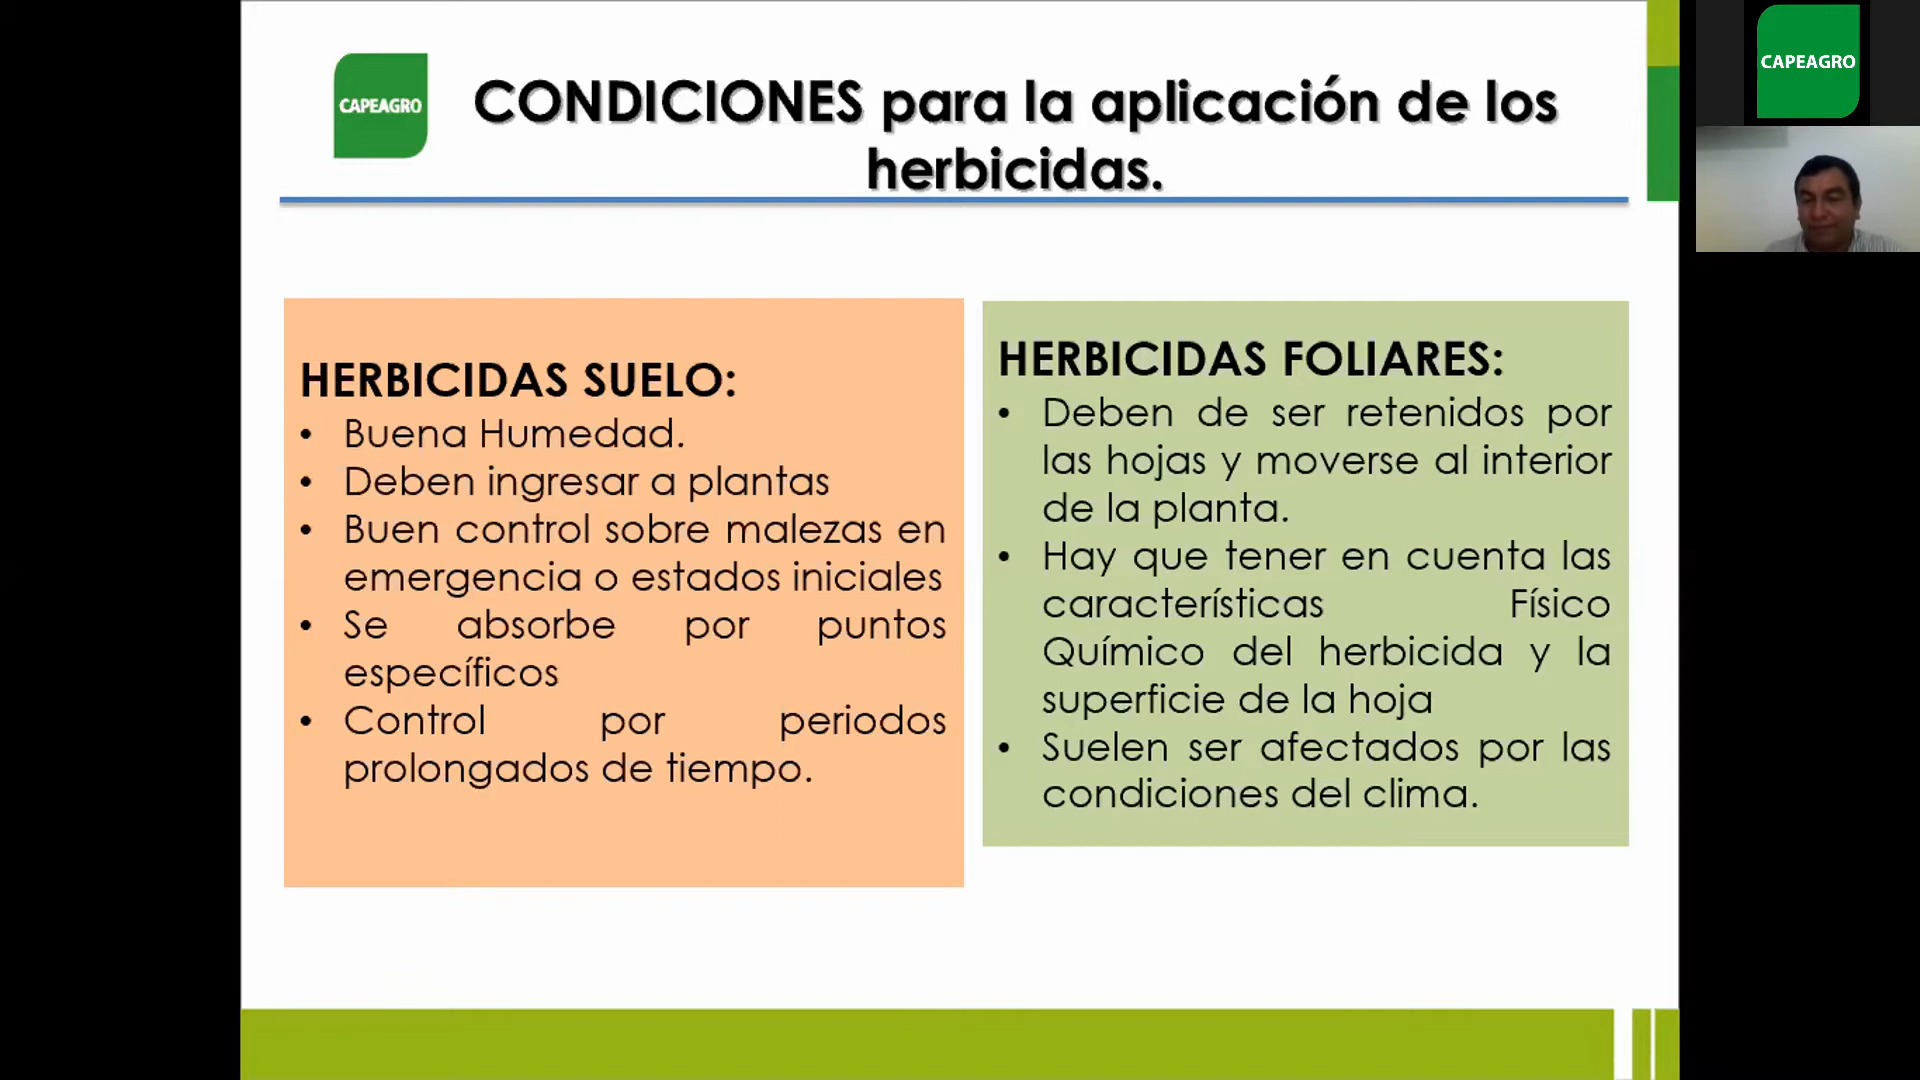 CAPEAGRO
CONDICIONES para la aplicación de los
herbicidas.
HERBICIDAS SUELO:
• Buena Humedad.
• Deben ingresar a plantas
• Buen control sobre malezas en
emergencia o estados iniciales
• Se absorbe por puntos
específicos
• Control por periodos
prolongados de tiempo.
HERBICIDAS FOLIARES:
• Deben de ser retenidos por
las hojas y moverse al interior
de la planta.
• Hay que tener en cuenta las
características Físico
Químico del herbicida y la
superficie de la hoja
• Suelen ser afectados por las
condiciones del clima.
CAPEAGRO